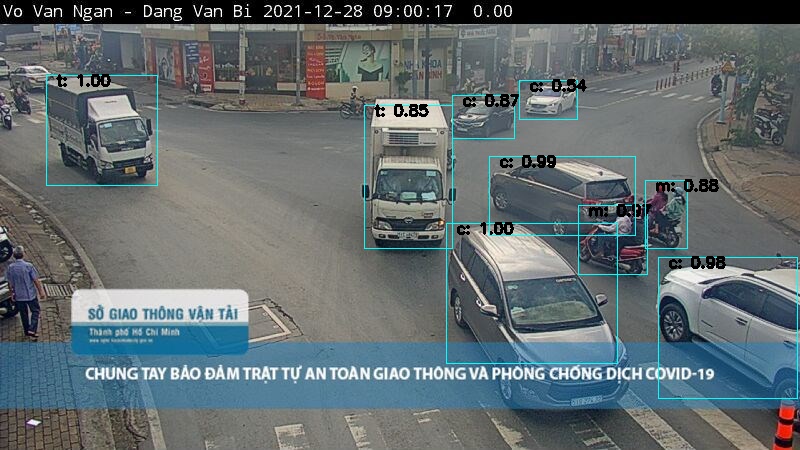 Vo Van Ngan - Dang Van Bi 2021-12-28 09:00:17 0.00
t: 1.00
t: 0.85
c: 0.87
c: 0.54
c: 0.99
m: 0.88
c: 1.00
c: 0.98
NHA KHOA
SỞ GIAO THÔNG VẬN TẢI
Thành phố Hồ Chí Minh
CHUNG TAY BẢO ĐẢM TRẬT TỰ AN TOÀN GIAO THÔNG VÀ PHÒNG CHỐNG DỊCH COVID-19